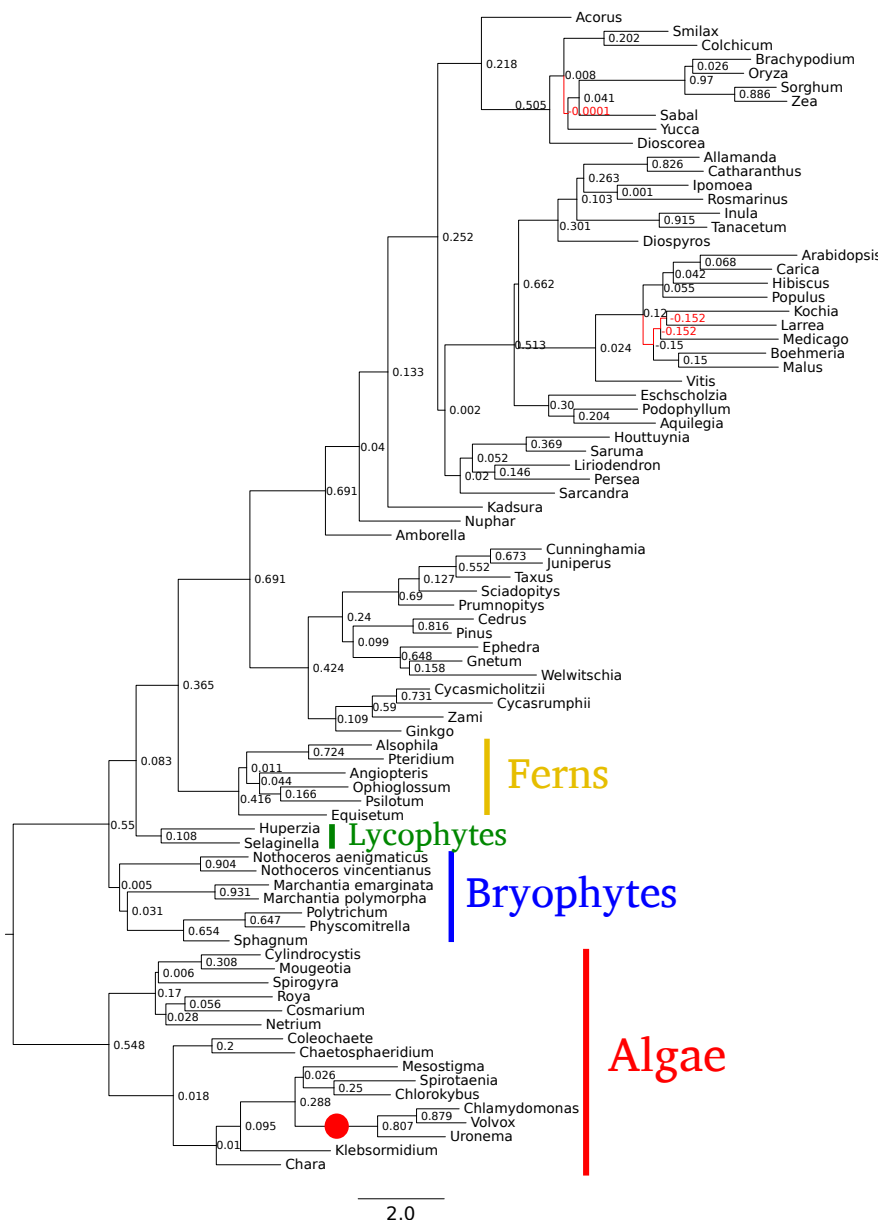 Acorus
Smilax
0.202
Colchicum
0.218
0.008
Brachypodium
0.026
Oryza
0.97
Sorghum
0.886
Zea
0.041
0.505
-0.0001
Sabal
Yucca
Dioscorea
Allamanda
0.826
Catharanthus
0.263
Ipomoea
0.001
0.103
Rosmarinus
Inula
0.915
Tanacetum
0.301
Diospyros
0.252
Arabidopsis
0.068
Carica
0.042
Hibiscus
0.055
Populus
0.662
0.12
Kochia
-0.152
Larrea
-0.152
Medicago
0.513
0.024
-0.15
Boehmeria
0.15
Malus
Vitis
0.133
Eschscholzia
0.30
Podophyllum
0.204
Aquilegia
0.002
Houttuynia
0.369
Saruma
0.04
0.052
Liriodendron
0.02
0.146
Persea
Sarcandra
0.691
Kadsura
Nuphar
Amborella
Cunninghamia
0.673
Juniperus
0.552
Taxus
0.127
Sciadopitys
0.69
Prumnopitys
0.691
0.24
Cedrus
0.816
Pinus
0.099
Ephedra
0.648
Gnetum
0.158
Welwitschia
0.424
Cycasmicholitzii
0.731
Cycasrumphii
0.59
Zami
0.109
Ginkgo
0.365
Alsophila
0.724
Pteridium
0.083
0.011
Angiopteris
0.044
Ophioglossum
0.166
Psilotum
0.416
Equisetum
Ferns
0.55
Huperzia
0.108
Selaginella
Lycophytes
Nothoceros aenigmaticus
0.904
Nothoceros vincentianus
0.005
Marchantia emarginata
0.931
Marchantia polymorpha
0.031
Polytrichum
0.647
Physcomitrella
0.654
Sphagnum
Bryophytes
Cylindrocystis
0.308
Mougeotia
0.006
Spirogyra
0.17
Roya
0.056
Cosmarium
0.028
Netrium
0.548
Coleochaete
0.2
Chaetosphaeridium
0.018
Mesostigma
0.026
Spirotaenia
0.25
Chlorokybus
0.288
Chlamydomonas
0.879
Volvox
0.095
0.807
Uronema
0.01
Klebsormidium
Chara
Algae
2.0